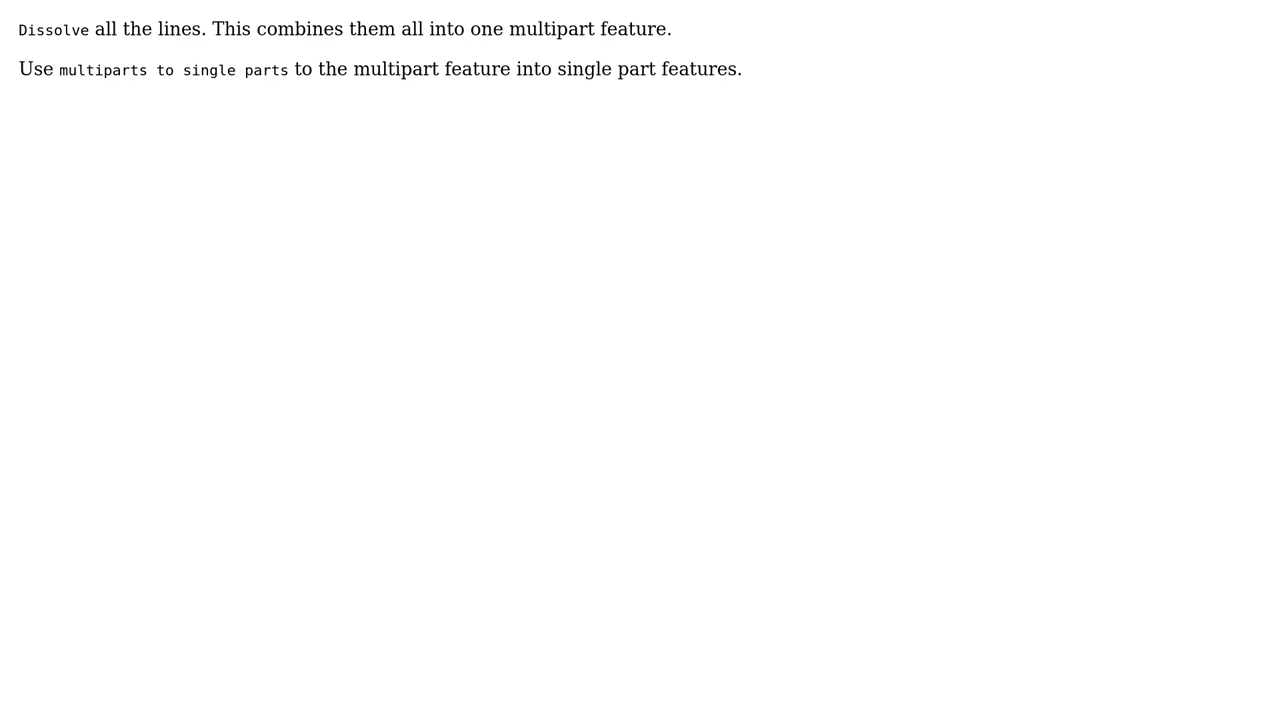 Dissolve all the lines. This combines them all into one multipart feature.
Use multiparts to single parts to the multipart feature into single part features.